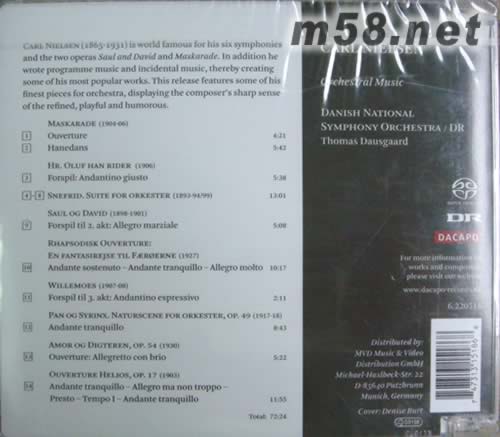 m58.net
CARL NIELSEN
Orchestral Music
DANISH NATIONAL
SYMPHONY ORCHESTRA / DR
Thomas Dausgaard
CARL NIELSEN (1865-1931) is world famous for his six symphonies
and the two operas Saul and David and Maskarade. In addition he
wrote programme music and incidental music, thereby creating
some of his most popular works. This release features some of his
finest pieces for orchestra, displaying the composer's sharp sense
of the refined, playful and humorous.
MASKARADE (1904-06)
1 Ouverture 4:21
2 Hanedans 5:42
HR. OLUF HAN RIDER (1906)
3 Forspil: Andantino giusto 5:38
4 - 8 SNEFRID. SUITE FOR ORKESTER (1893-94/99) 13:01
SAUL OG DAVID (1898-1901)
9 Forspil til 2. akt: Allegro marziale 5:08
RHAPSODISK OUVERTURE:
EN FANTASIREJSE TIL FÆRØERNE (1927)
10 Andante sostenuto – Andante tranquillo – Allegro molto 10:17
WILLEMOES (1907-08)
11 Forspil til 3. akt: Andantino espressivo 2:11
PAN OG SYRINX. NATURSCENE FOR ORKESTER, OP. 49 (1917-18)
12 Andante tranquillo 8:43
AMOR OG DIGTEREN, OP. 54 (1930)
13 Ouverture: Allegretto con brio 5:22
OUVERTURE HELIOS, OP. 17 (1903)
14 Andante tranquillo – Allegro ma non troppo –
Presto – Tempo I – Andante tranquillo 11:55
Total: 72:24
DR
DACAPO
For more information
works and
please visit our
www.dacapo-records.dk
Distributed by:
MVD Music & Video
Distribution GmbH
Michael-Haslbeck-Str. 22
D-83640 Putzbrunn
Munich, Germany
Cover: Denise Burt